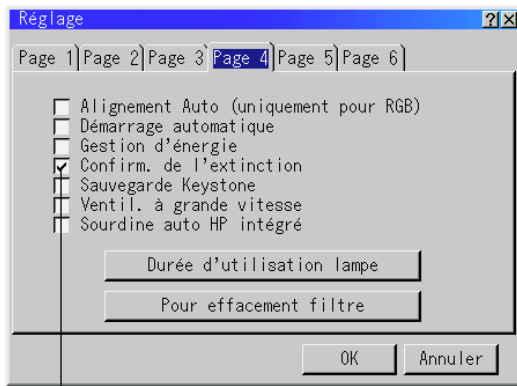 Réglage
Page 1 Page 2 Page 3 Page 4 Page 5 Page 6
Alignement Auto (uniquement pour RGB)
Démarrage automatique
Gestion d'énergie
Confirm. de l'extinction
Sauvegarde Keystone
Ventil. à grande vitesse
Sourdine auto HP intégré
Durée d'utilisation lampe
Pour effacement filtre
OK Annuler